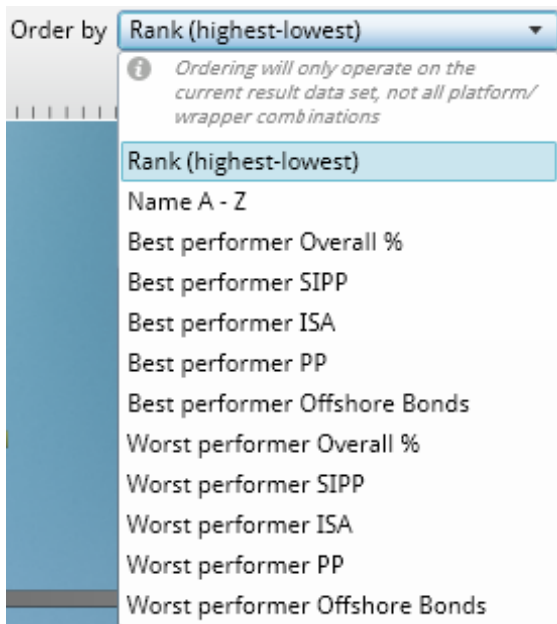 Order by Rank (highest-lowest)
Ordering will only operate on the
current result data set, not all platform/
wrapper combinations
Rank (highest-lowest)
Name A - Z
Best performer Overall %
Best performer SIPP
Best performer ISA
Best performer PP
Best performer Offshore Bonds
Worst performer Overall %
Worst performer SIPP
Worst performer ISA
Worst performer PP
Worst performer Offshore Bonds